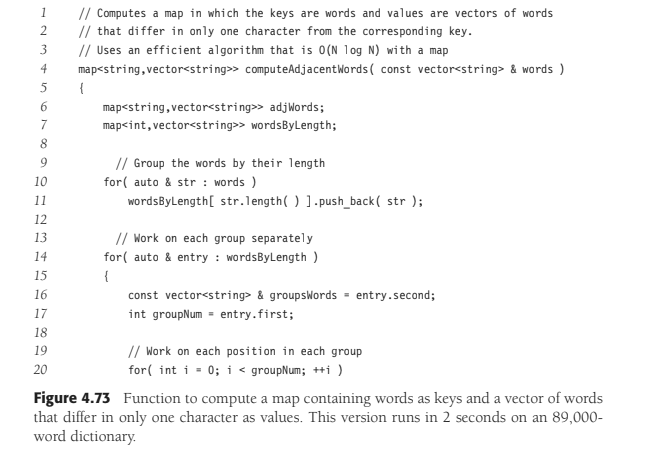 1 // Computes a map in which the keys are words and values are vectors of words
2 // that differ in only one character from the corresponding key.
3 // Uses an efficient algorithm that is O(N log N) with a map
4 map<string,vector<string>> computeAdjacentWords( const vector<string> & words )
5 {
6 map<string,vector<string>> adjWords;
7 map<int,vector<string>> wordsByLength;
8
9 // Group the words by their length
10 for( auto & str : words )
11 wordsByLength[ str.length( ) ].push_back( str );
12
13 // Work on each group separately
14 for( auto & entry : wordsByLength )
15 {
16 const vector<string> & groupsWords = entry.second;
17 int groupNum = entry.first;
18
19 // Work on each position in each group
20 for( int i = 0; i < groupNum; ++i )
Figure 4.73 Function to compute a map containing words as keys and a vector of words
that differ in only one character as values. This version runs in 2 seconds on an 89,000-
word dictionary.